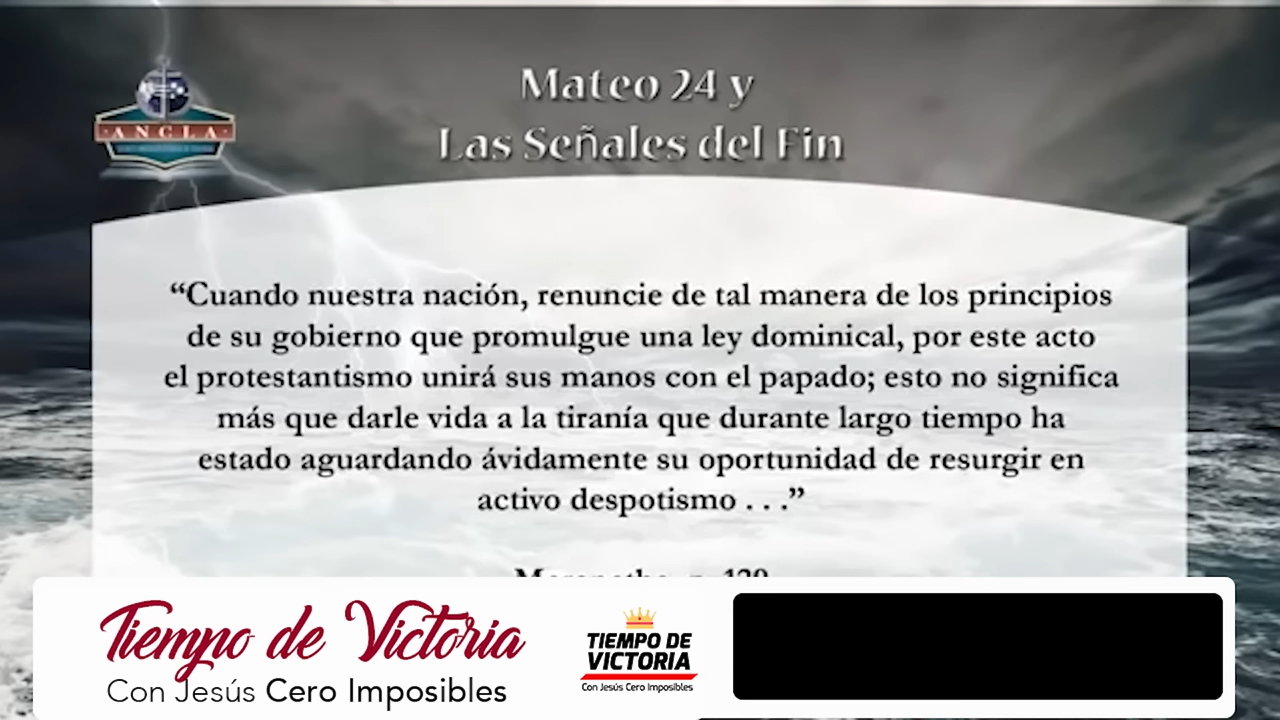 Mateo 24 y
Las Señales del Fin
ANCLA
“Cuando nuestra nación, renuncie de tal manera de los principios
de su gobierno que promulgue una ley dominical, por este acto
el protestantismo unirá sus manos con el papado; esto no significa
más que darle vida a la tiranía que durante largo tiempo ha
estado aguardando ávidamente su oportunidad de resurgir en
activo despotismo . . .”
Tiempo de Victoria
Con Jesús Cero Imposibles
TIEMPO DE
VICTORIA
Con Jesús Cero Imposibles